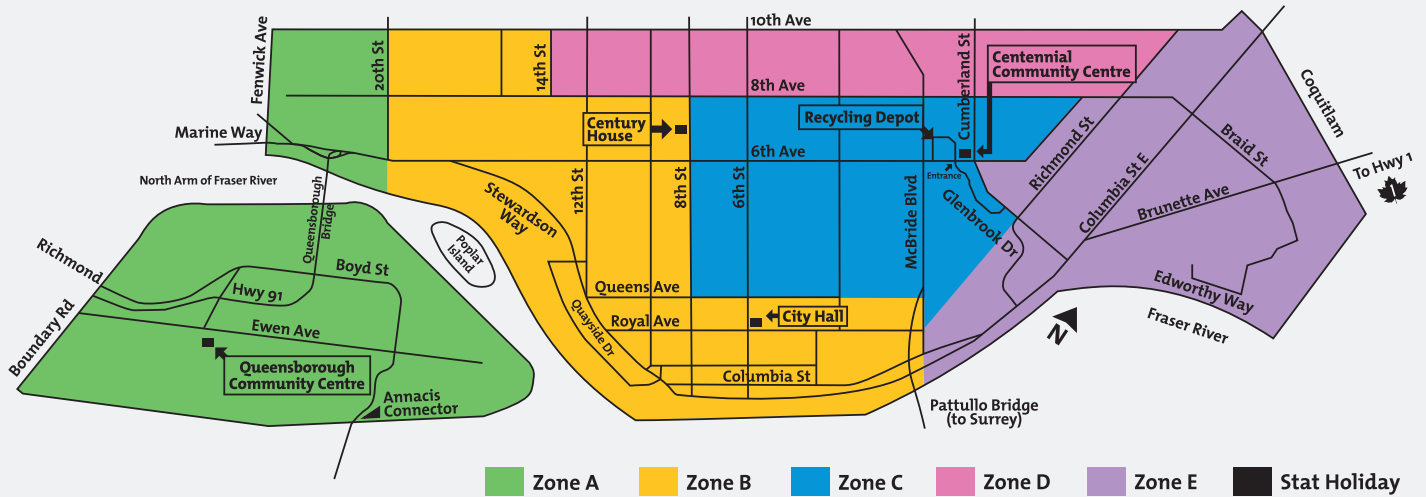 10th Ave
Fenwick Ave
20th St
14th St
Cumberland St
Centennial
Community Centre
8th Ave
Coquitlam
Marine Way
Century
House
Recycling Depot
6th Ave
Richmond St
Braid St
To Hwy 1
1
North Arm of Fraser River
Queensborough
Bridge
Stewardson
Way
12th St
8th St
6th St
McBride Blvd
Entrance
Glenbrook Dr
Columbia St E
Brunette Ave
Poplar
Island
Richmond
Boyd St
Hwy 91
Queens Ave
Edworthy Way
Boundary Rd
Ewen Ave
Quayside Dr
Royal Ave
City Hall
N
Fraser River
Queensborough
Community Centre
Columbia St
Annacis
Connector
Pattullo Bridge
(to Surrey)
Zone A
Zone B
Zone C
Zone D
Zone E
Stat Holiday